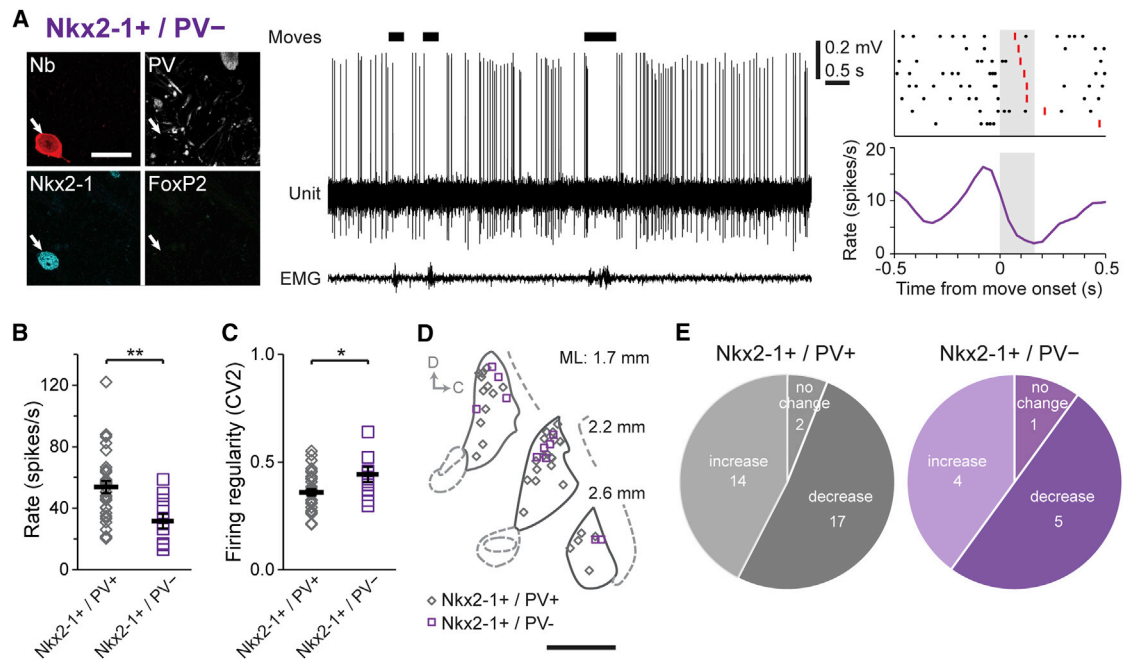 A
Nkx2-1+ / PV−
Nb
PV
Nkx2-1
FoxP2
Moves
Unit
EMG
0.2 mV
0.5 s
Rate (spikes/s)
20
10
0
-0.5
0
0.5
Time from move onset (s)
B
**
Rate (spikes/s)
120
80
40
0
Nkx2-1+ / PV+
Nkx2-1+ / PV−
C
*
Firing regularity (CV2)
1.0
0.5
0.0
Nkx2-1+ / PV+
Nkx2-1+ / PV−
D
D
C
ML: 1.7 mm
2.2 mm
2.6 mm
Nkx2-1+ / PV+
Nkx2-1+ / PV-
E
Nkx2-1+ / PV+
no
change
2
increase
14
decrease
17
Nkx2-1+ / PV−
no
change
1
increase
4
decrease
5